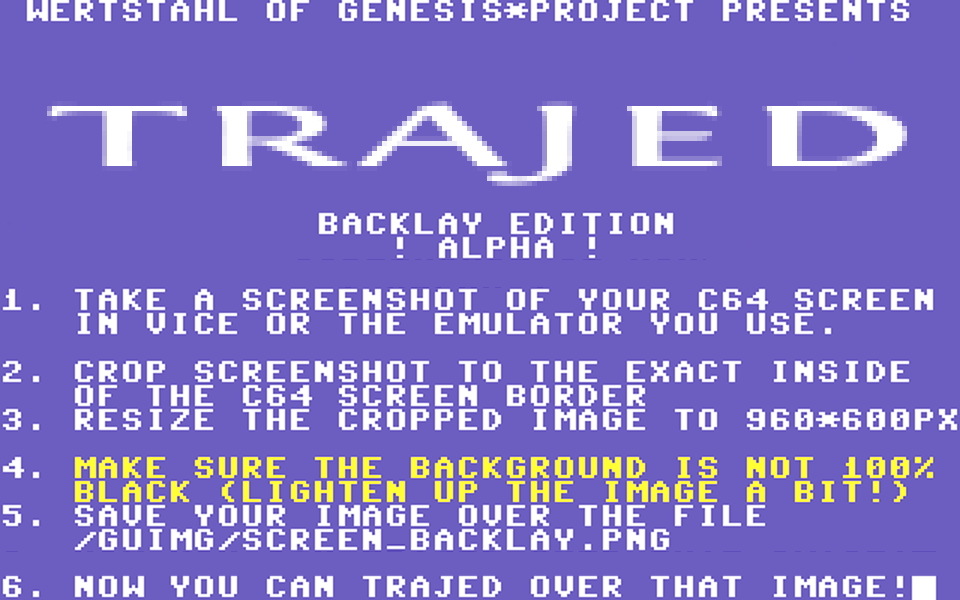 WERTSTAHL OF GENESIS*PROJECT PRESENTS
TRAJED
BACKLAY EDITION
! ALPHA !
1. TAKE A SCREENSHOT OF YOUR C64 SCREEN
IN VICE OR THE EMULATOR YOU USE.
2. CROP SCREENSHOT TO THE EXACT INSIDE
OF THE C64 SCREEN BORDER
3. RESIZE THE CROPPED IMAGE TO 960*600PX
4. MAKE SURE THE BACKGROUND IS NOT 100%
BLACK (LIGHTEN UP THE IMAGE A BIT!)
5. SAVE YOUR IMAGE OVER THE FILE
/GUIMG/SCREEN_BACKLAY.PNG
6. NOW YOU CAN TRAJED OVER THAT IMAGE!